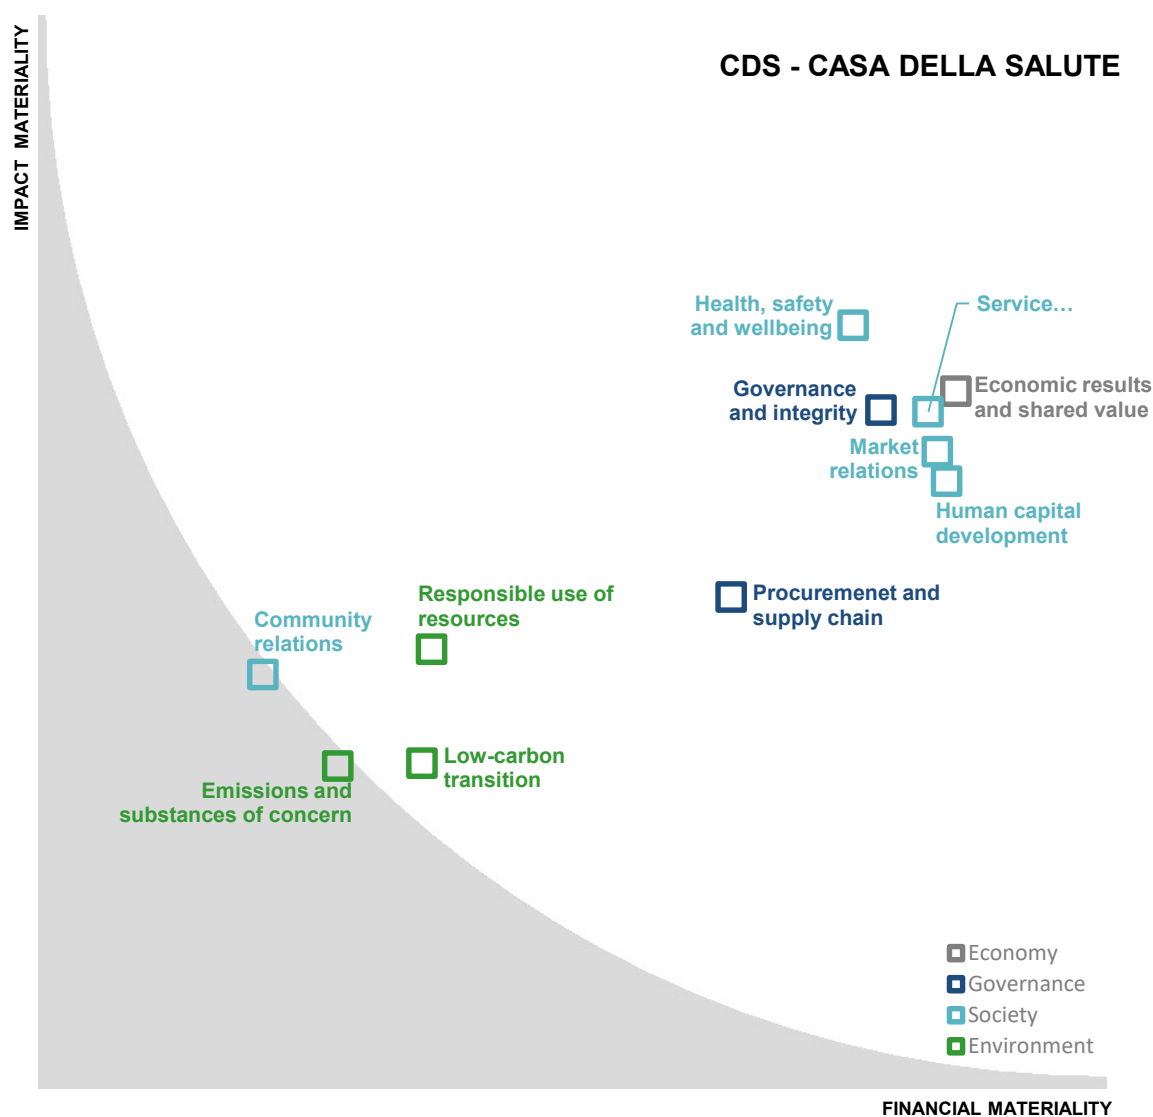 CDS - CASA DELLA SALUTE
IMPACT MATERIALITY
Health, safety
and wellbeing
Service…
Governance
and integrity
Economic results
and shared value
Market
relations
Human capital
development
Responsible use of
resources
Procuremenet and
supply chain
Community
relations
Low-carbon
transition
Emissions and
substances of concern
Economy
Governance
Society
Environment
FINANCIAL MATERIALITY